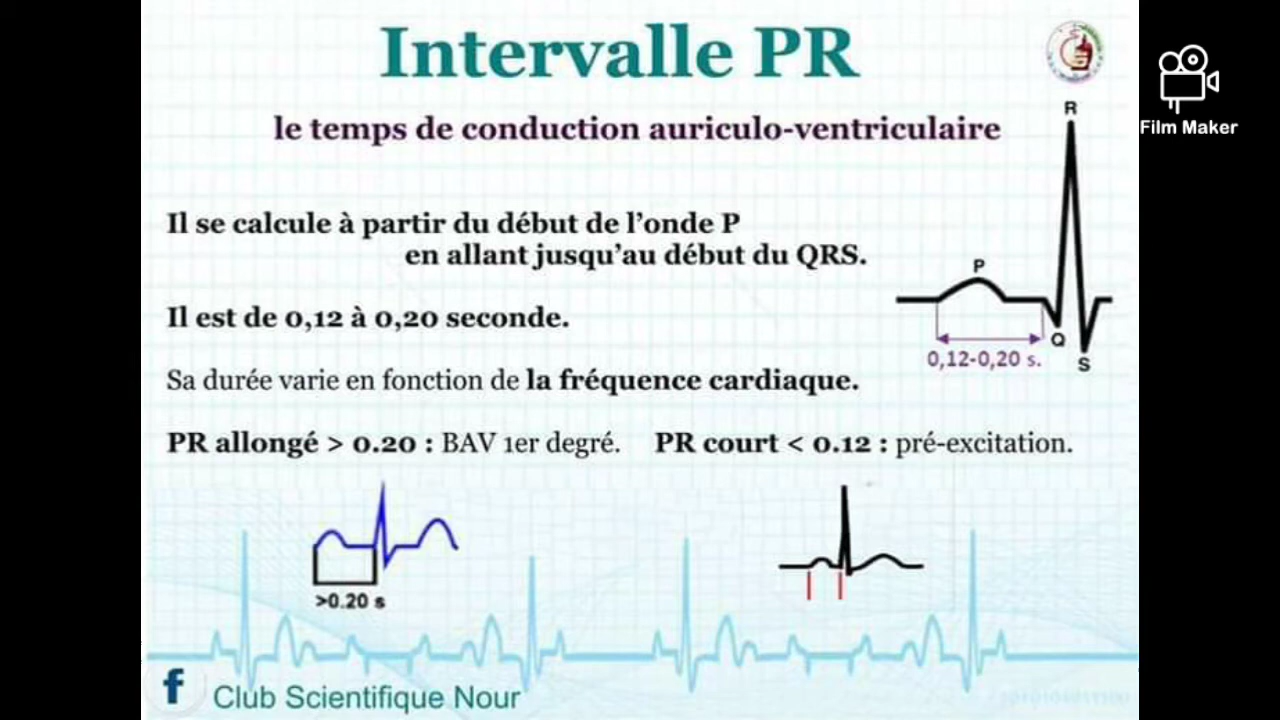 Intervalle PR
Film Maker
le temps de conduction auriculo-ventriculaire
R
Il se calcule à partir du début de l'onde P
en allant jusqu'au début du QRS.
P
Il est de 0,12 à 0,20 seconde.
Q
0,12-0,20 s.
S
Sa durée varie en fonction de la fréquence cardiaque.
PR allongé > 0.20 : BAV 1er degré. PR court < 0.12 : pré-excitation.
>0.20 s
f Club Scientifique Nour